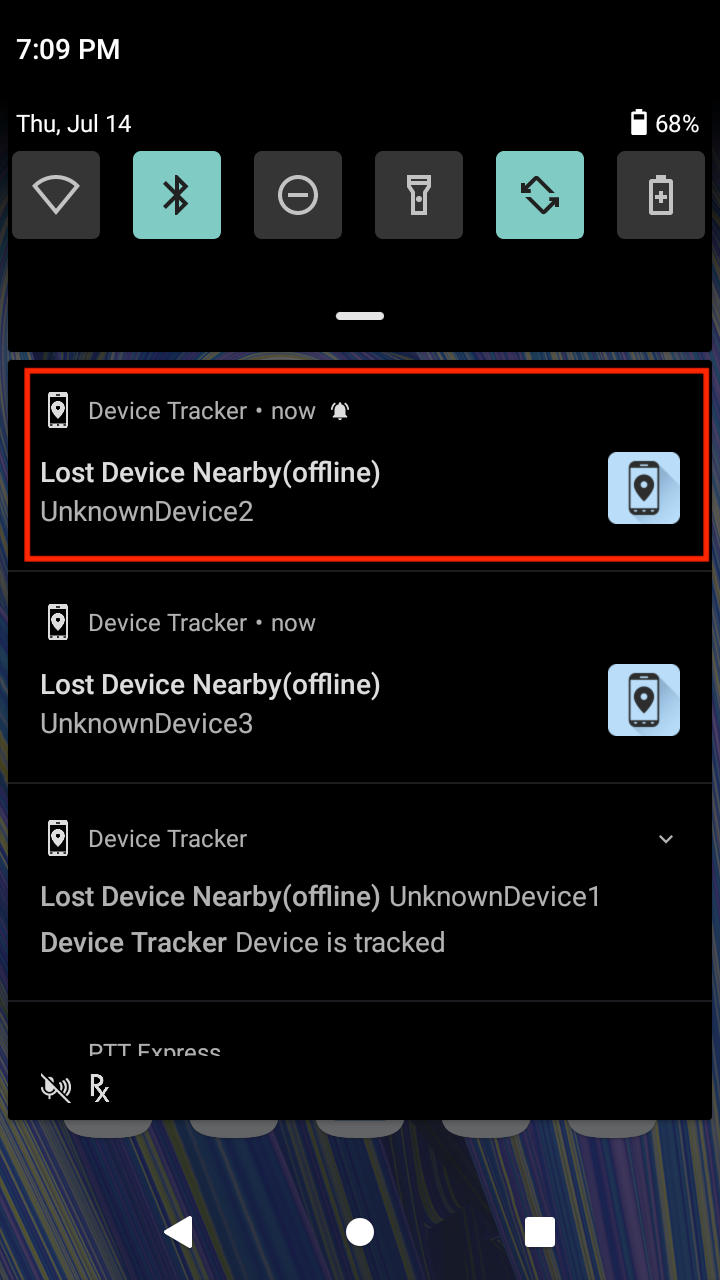 7:09 PM
Thu, Jul 14 68%
Device Tracker • now
Lost Device Nearby(offline)
UnknownDevice2
Device Tracker • now
Lost Device Nearby(offline)
UnknownDevice3
Device Tracker
Lost Device Nearby(offline) UnknownDevice1
Device Tracker Device is tracked
PTT Express